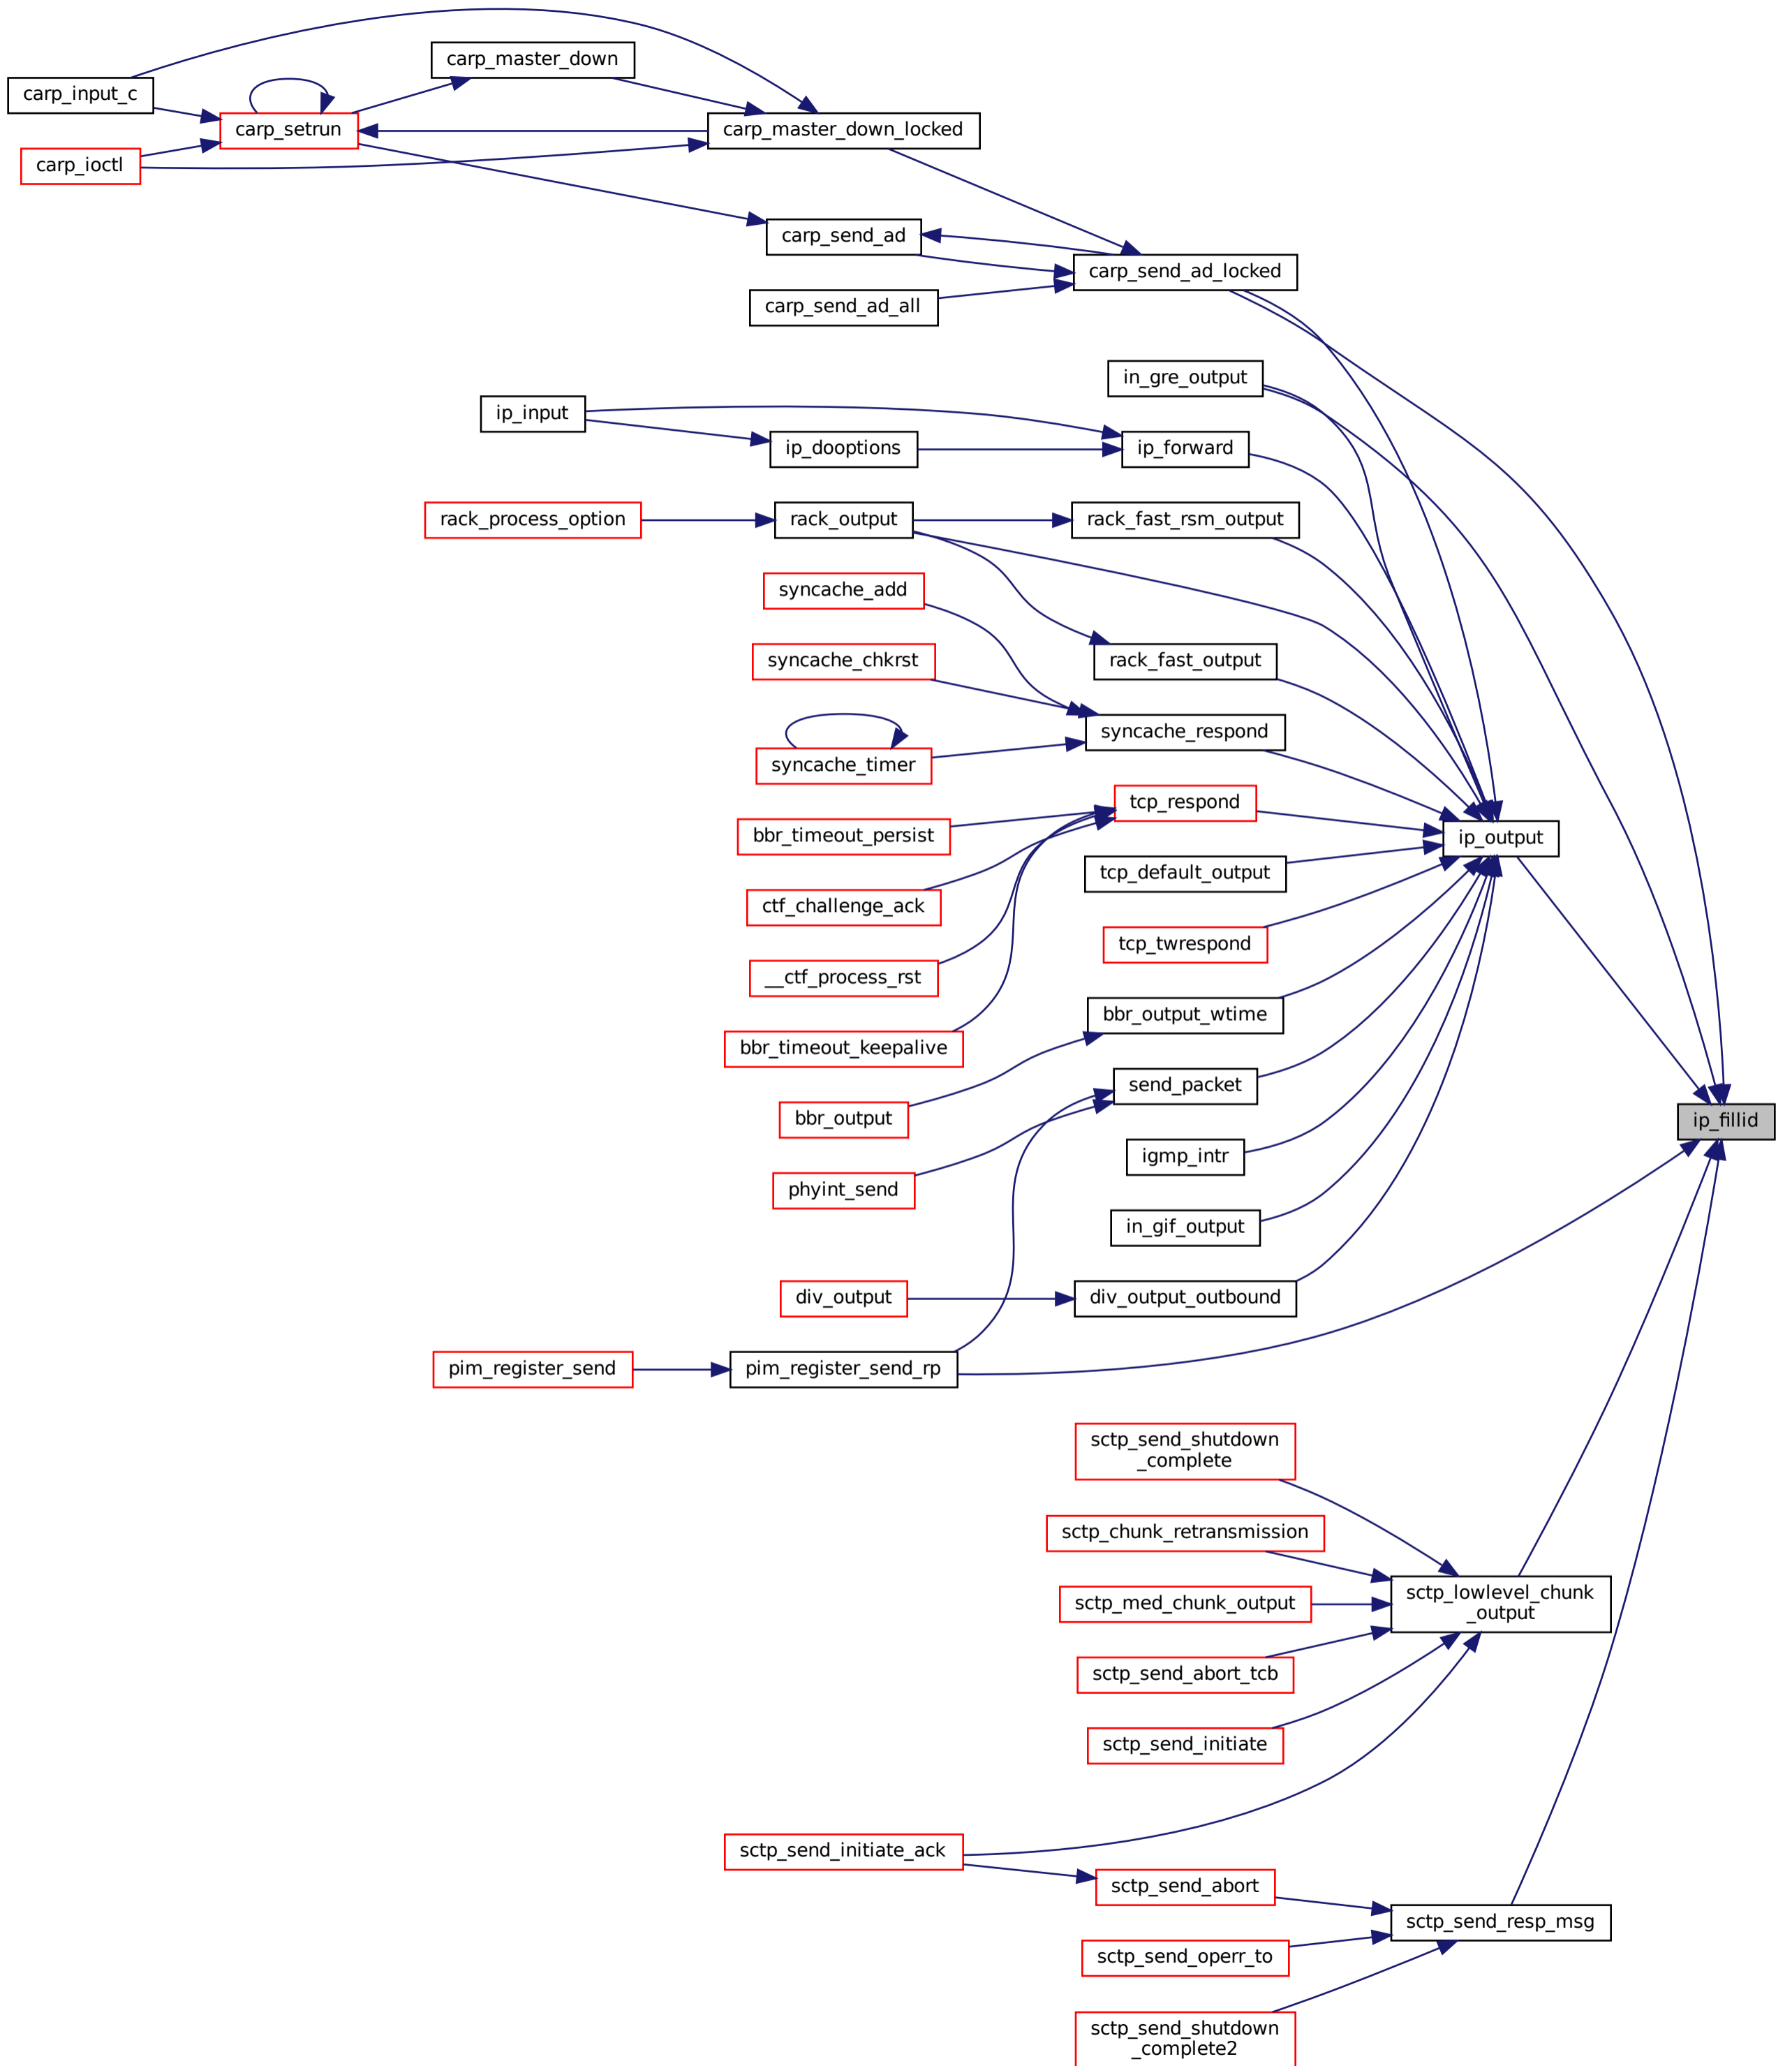 carp_master_down
carp_input_c
carp_setrun
carp_master_down_locked
carp_ioctl
carp_send_ad
carp_send_ad_locked
carp_send_ad_all
in_gre_output
ip_input
ip_dooptions
ip_forward
rack_process_option
rack_output
rack_fast_rsm_output
syncache_add
syncache_chkrst
rack_fast_output
syncache_respond
syncache_timer
tcp_respond
bbr_timeout_persist
ip_output
tcp_default_output
ctf_challenge_ack
tcp_twrespond
__ctf_process_rst
bbr_output_wtime
bbr_timeout_keepalive
send_packet
bbr_output
ip_fillid
igmp_intr
phyint_send
in_gif_output
div_output
div_output_outbound
pim_register_send
pim_register_send_rp
sctp_send_shutdown
_complete
sctp_chunk_retransmission
sctp_med_chunk_output
sctp_lowlevel_chunk
_output
sctp_send_abort_tcb
sctp_send_initiate
sctp_send_initiate_ack
sctp_send_abort
sctp_send_resp_msg
sctp_send_operr_to
sctp_send_shutdown
_complete2